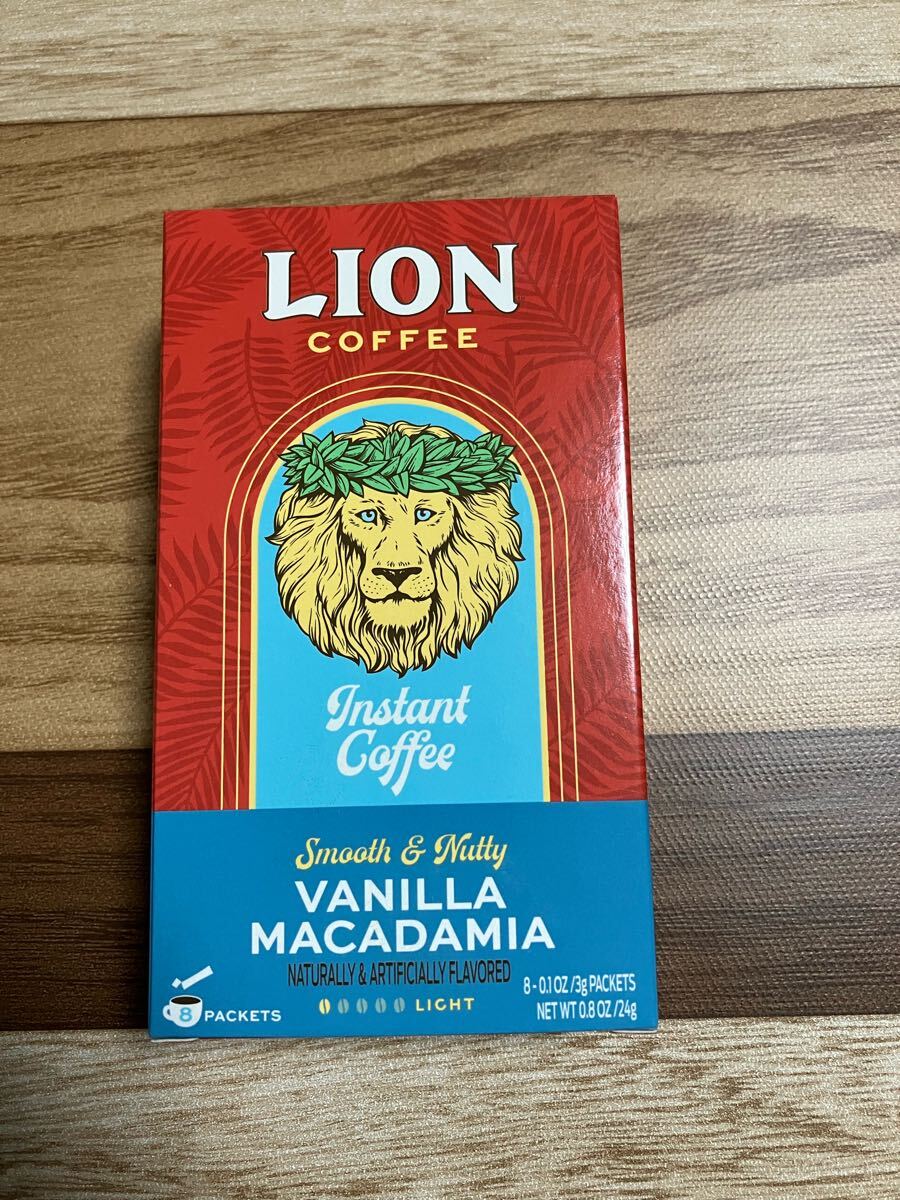 LION
COFFEE
Instant
Coffee
Smooth & Nutty
VANILLA
MACADAMIA
NATURALLY & ARTIFICIALLY FLAVORED
8 PACKETS
LIGHT
8 - 0.1 OZ /3g PACKETS
NET WT 0.8 OZ /24g